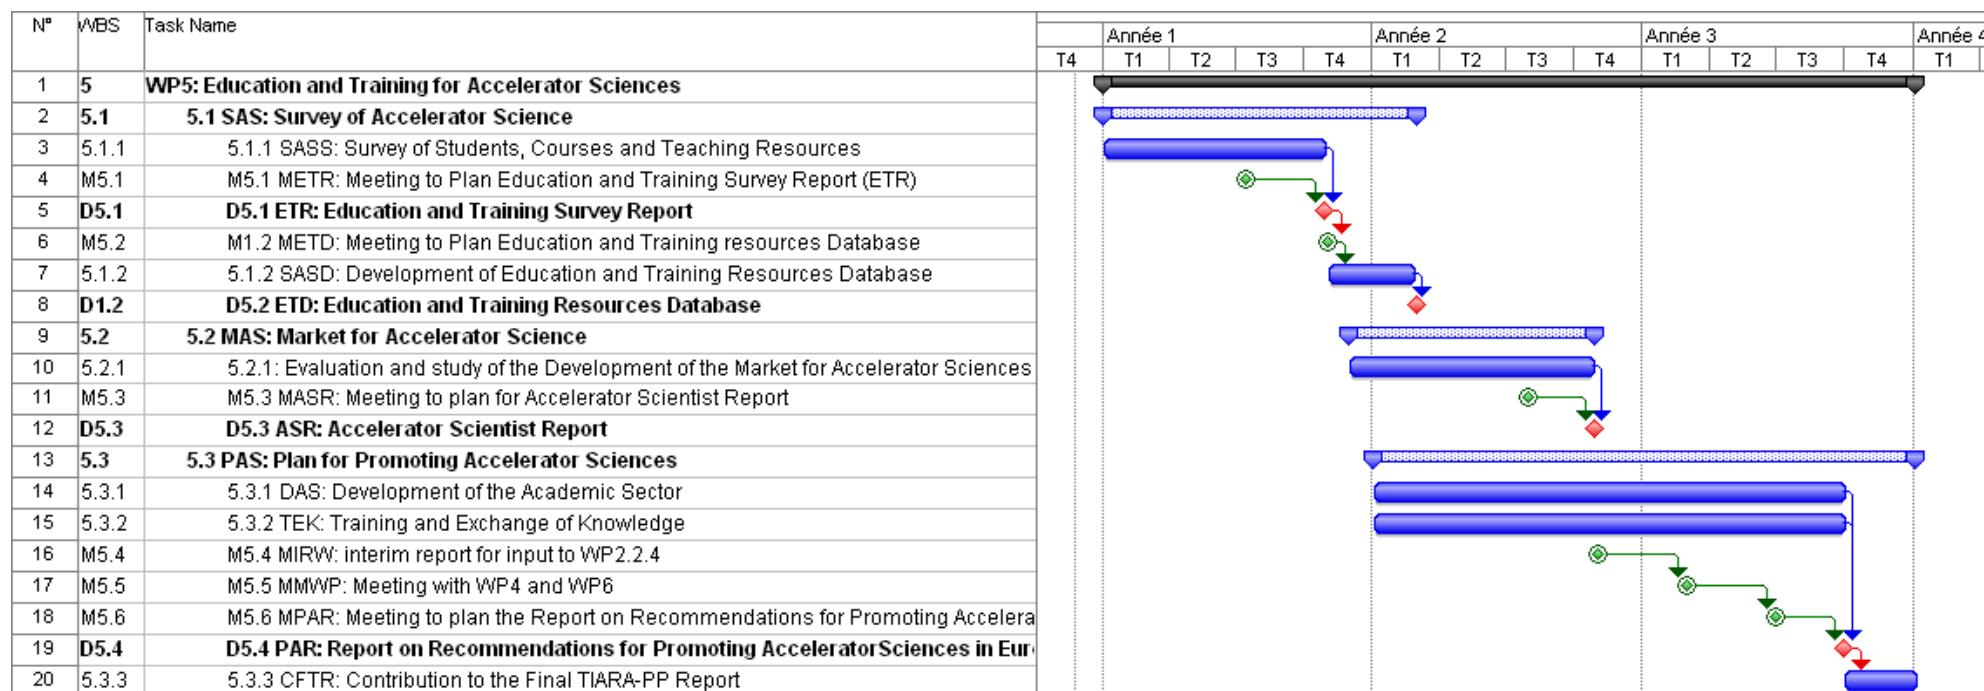 N° WBS Task Name
Année 1 Année 2 Année 3 Année 4
T4 T1 T2 T3 T4 T1 T2 T3 T4 T1 T2 T3 T4 T1
1 5 WP5: Education and Training for Accelerator Sciences
2 5.1 5.1 SAS: Survey of Accelerator Science
3 5.1.1 5.1.1 SASS: Survey of Students, Courses and Teaching Resources
4 M5.1 M5.1 METR: Meeting to Plan Education and Training Survey Report (ETR)
5 D5.1 D5.1 ETR: Education and Training Survey Report
6 M5.2 M1.2 METD: Meeting to Plan Education and Training resources Database
7 5.1.2 5.1.2 SASD: Development of Education and Training Resources Database
8 D1.2 D5.2 ETD: Education and Training Resources Database
9 5.2 5.2 MAS: Market for Accelerator Science
10 5.2.1 5.2.1: Evaluation and study of the Development of the Market for Accelerator Sciences
11 M5.3 M5.3 MASR: Meeting to plan for Accelerator Scientist Report
12 D5.3 D5.3 ASR: Accelerator Scientist Report
13 5.3 5.3 PAS: Plan for Promoting Accelerator Sciences
14 5.3.1 5.3.1 DAS: Development of the Academic Sector
15 5.3.2 5.3.2 TEK: Training and Exchange of Knowledge
16 M5.4 M5.4 MIRW: interim report for input to WP2.2.4
17 M5.5 M5.5 MMWP: Meeting with WP4 and WP6
18 M5.6 M5.6 MPAR: Meeting to plan the Report on Recommendations for Promoting Accelera
19 D5.4 D5.4 PAR: Report on Recommendations for Promoting AcceleratorSciences in Eur
20 5.3.3 5.3.3 CFTR: Contribution to the Final TIARA-PP Report